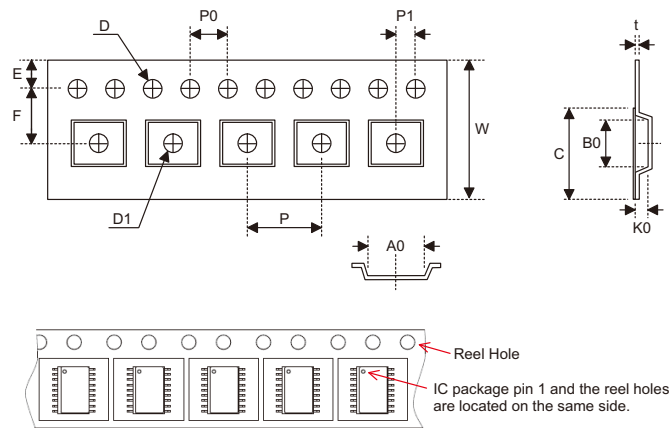 D
P0
P1
t
E
F
W
C
B0
D1
P
K0
A0
Reel Hole
IC package pin 1 and the reel holes
are located on the same side.